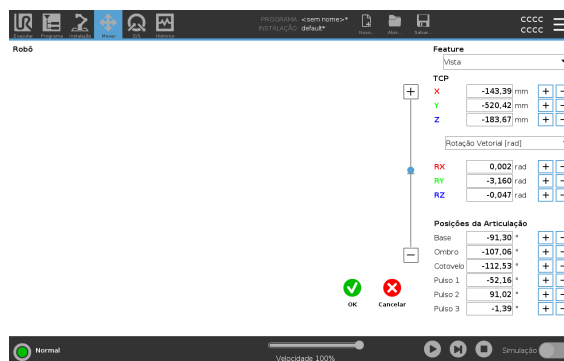 UR
PROGRAMA <sem nome>*
INSTALAÇÃO default*
Executar Programa Instalação Mover E/S Histórico
Novo... Abrir... Salvar...
CCCC
CCCC
Robô
Feature
Vista
TCP
X -143,39 mm + -
Y -520,42 mm + -
Z -183,67 mm + -
Rotação Vetorial [rad]
RX 0,002 rad + -
RY -3,160 rad + -
RZ -0,047 rad + -
Posições da Articulação
Base -91,30 ° + -
Ombro -107,06 ° + -
Cotovelo -112,53 ° + -
Pulso 1 -52,16 ° + -
Pulso 2 91,02 ° + -
Pulso 3 -1,39 ° + -
+
-
OK Cancelar
Normal
Velocidade 100%
Simulação